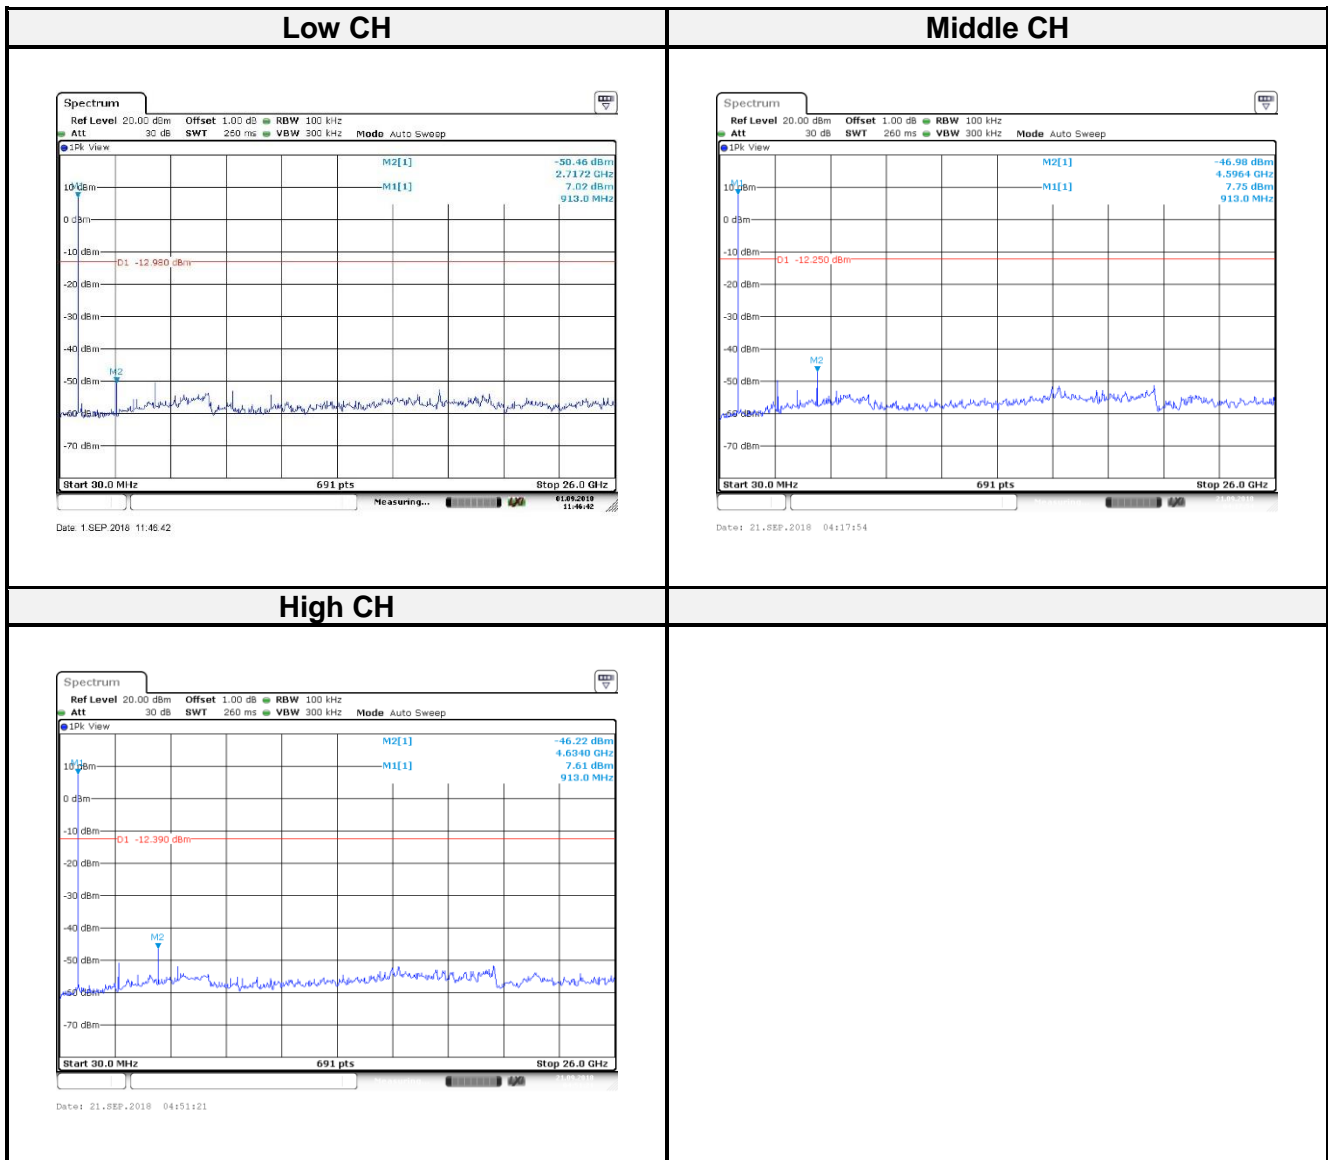 Low CH
Middle CH
Spectrum
Ref Level 20.00 dBm Offset 1.00 dB RBW 100 kHz
Att 30 dB SWT 260 ms VBW 300 kHz Mode Auto Sweep
1Pk View
M2[1] -50.46 dBm
2.7172 GHz
M1[1] 7.02 dBm
913.0 MHz
M1
10 dBm
0 dBm
-10 dBm
D1 -12.980 dBm
-20 dBm
-30 dBm
-40 dBm
M2
-50 dBm
-60 dBm
-70 dBm
Start 30.0 MHz 691 pts Stop 26.0 GHz
Measuring... 01.09.2018
11:46:42
Date: 1.SEP.2018 11:46:42
Spectrum
Ref Level 20.00 dBm Offset 1.00 dB RBW 100 kHz
Att 30 dB SWT 260 ms VBW 300 kHz Mode Auto Sweep
1Pk View
M2[1] -46.98 dBm
4.5964 GHz
M1[1] 7.75 dBm
913.0 MHz
M1
10 dBm
0 dBm
-10 dBm
D1 -12.250 dBm
-20 dBm
-30 dBm
-40 dBm
M2
-50 dBm
-60 dBm
-70 dBm
Start 30.0 MHz 691 pts Stop 26.0 GHz
Date: 21.SEP.2018 04:17:54
High CH
Spectrum
Ref Level 20.00 dBm Offset 1.00 dB RBW 100 kHz
Att 30 dB SWT 260 ms VBW 300 kHz Mode Auto Sweep
1Pk View
M2[1] -46.22 dBm
4.6340 GHz
M1[1] 7.61 dBm
913.0 MHz
M1
10 dBm
0 dBm
-10 dBm
D1 -12.390 dBm
-20 dBm
-30 dBm
-40 dBm
M2
-50 dBm
-60 dBm
-70 dBm
Start 30.0 MHz 691 pts Stop 26.0 GHz
Date: 21.SEP.2018 04:51:21